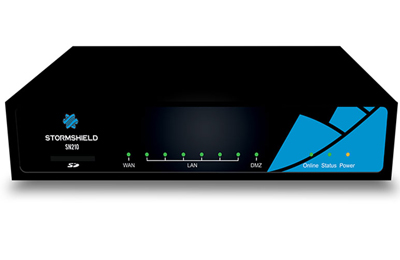 STORMSHIELD
SN210
SD
WAN LAN DMZ
Online Status Power